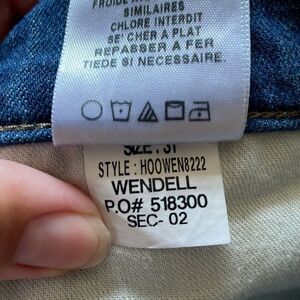 FROIDE
SIMILAIRES
CHLORE INTERDIT
SE' CHER A PLAT
REPASSER A FER
TIEDE SI NECESSAIRE.
SIZE: 31
STYLE : HOOWEN8222
WENDELL
P.O# 518300
SEC- 02